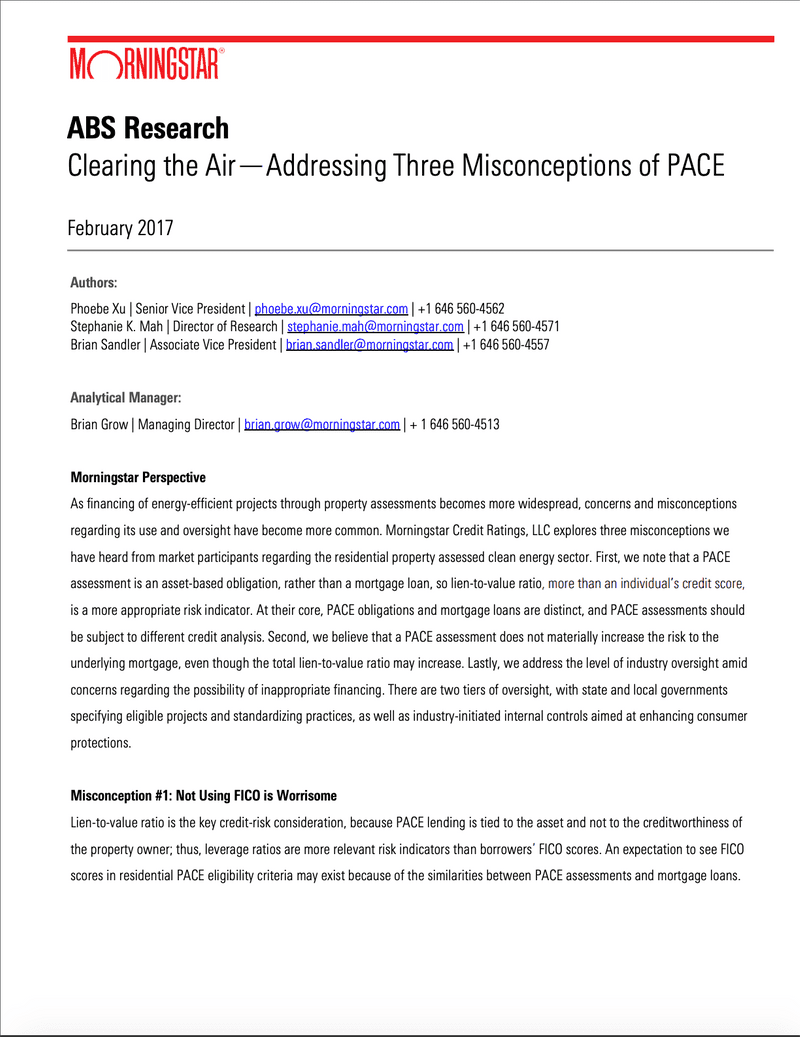 MORNINGSTAR®
ABS Research
Clearing the Air—Addressing Three Misconceptions of PACE
February 2017
Authors:
Phoebe Xu | Senior Vice President | phoebe.xu@morningstar.com | +1 646 560-4562
Stephanie K. Mah | Director of Research | stephanie.mah@morningstar.com | +1 646 560-4571
Brian Sandler | Associate Vice President | brian.sandler@morningstar.com | +1 646 560-4557
Analytical Manager:
Brian Grow | Managing Director | brian.grow@morningstar.com | + 1 646 560-4513
Morningstar Perspective
As financing of energy-efficient projects through property assessments becomes more widespread, concerns and misconceptions
regarding its use and oversight have become more common. Morningstar Credit Ratings, LLC explores three misconceptions we
have heard from market participants regarding the residential property assessed clean energy sector. First, we note that a PACE
assessment is an asset-based obligation, rather than a mortgage loan, so lien-to-value ratio, more than an individual's credit score,
is a more appropriate risk indicator. At their core, PACE obligations and mortgage loans are distinct, and PACE assessments should
be subject to different credit analysis. Second, we believe that a PACE assessment does not materially increase the risk to the
underlying mortgage, even though the total lien-to-value ratio may increase. Lastly, we address the level of industry oversight amid
concerns regarding the possibility of inappropriate financing. There are two tiers of oversight, with state and local governments
specifying eligible projects and standardizing practices, as well as industry-initiated internal controls aimed at enhancing consumer
protections.
Misconception #1: Not Using FICO is Worrisome
Lien-to-value ratio is the key credit-risk consideration, because PACE lending is tied to the asset and not to the creditworthiness of
the property owner; thus, leverage ratios are more relevant risk indicators than borrowers' FICO scores. An expectation to see FICO
scores in residential PACE eligibility criteria may exist because of the similarities between PACE assessments and mortgage loans.